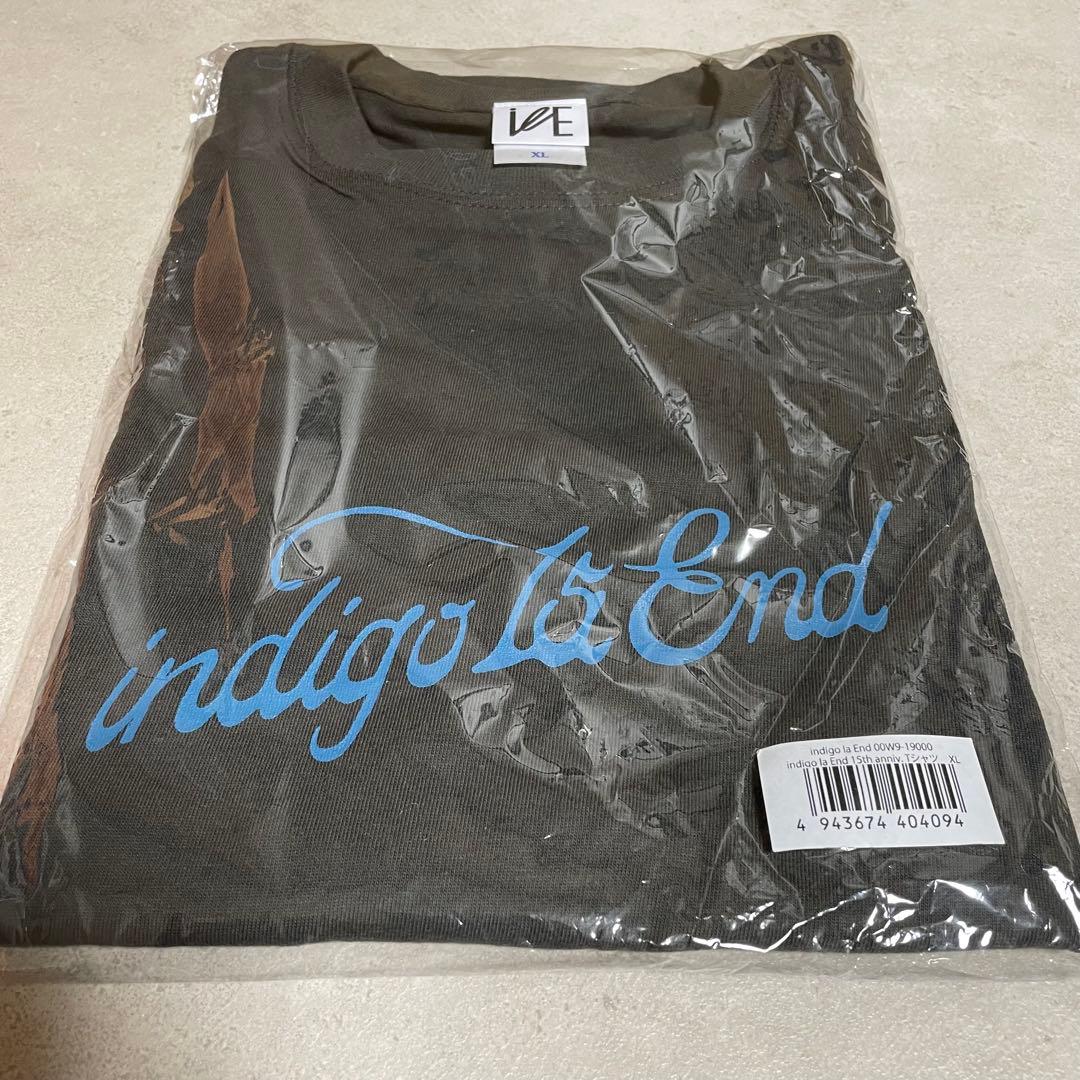 ilE
XL
indigo la End
indigo la End 00W9-19000
indigo la End 15th anniv. Tシャツ XL
4 943674 404094